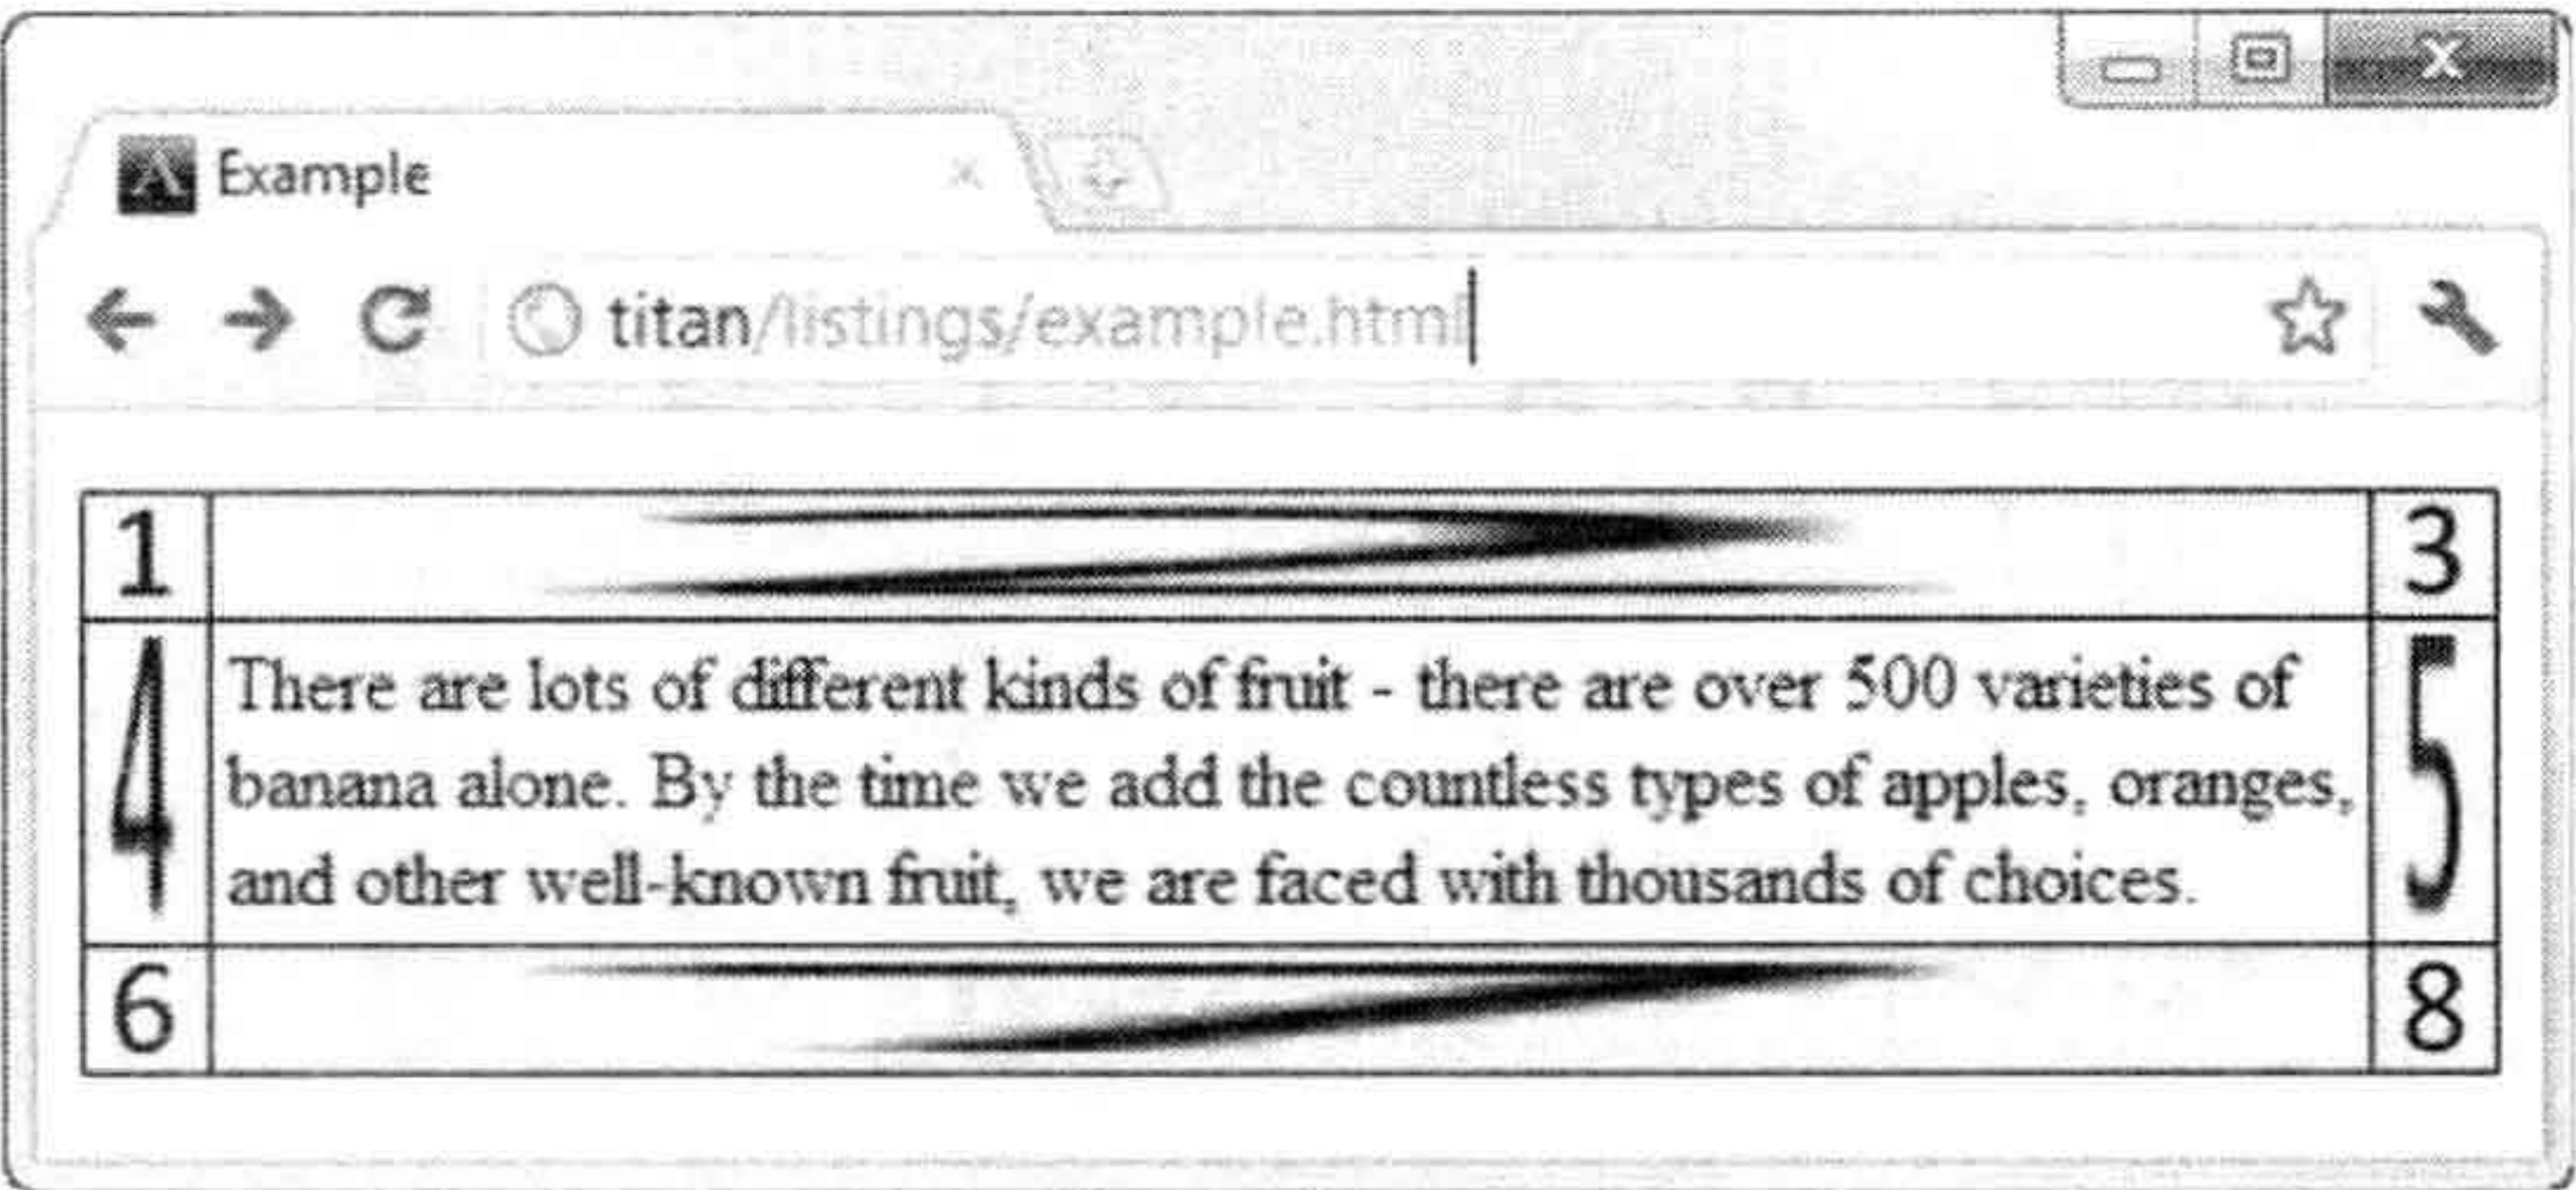 Example
titan/listings/example.html
1 2 3
4 There are lots of different kinds of fruit - there are over 500 varieties of 5
banana alone. By the time we add the countless types of apples, oranges,
and other well-known fruit, we are faced with thousands of choices.
6 7 8